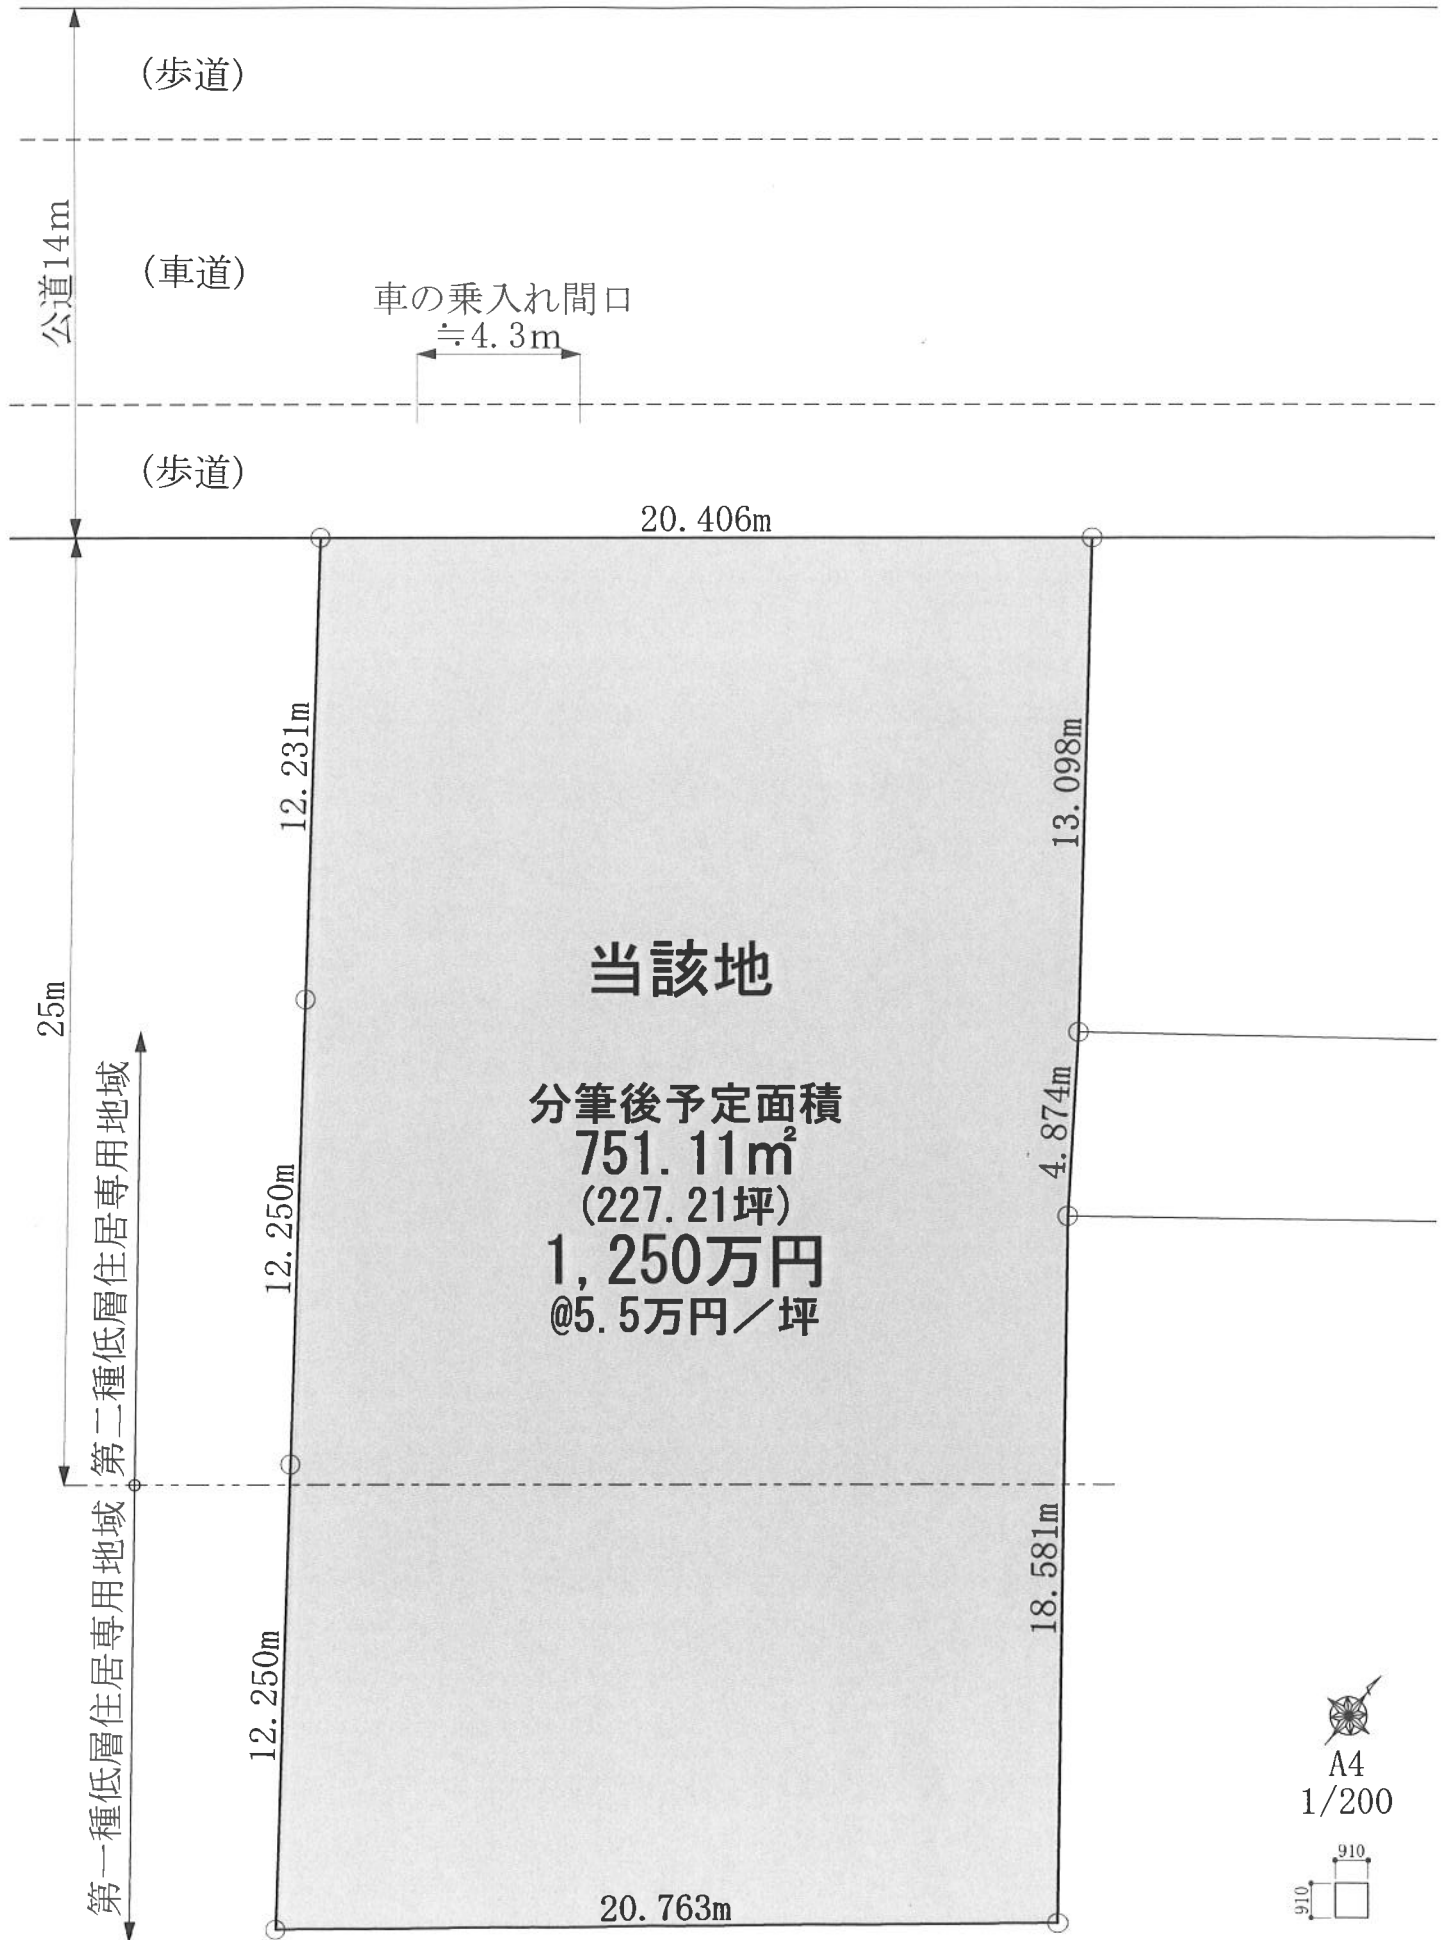 (歩道)
公道14m
(車道)
車の乗入れ間口
≒4.3m
(歩道)
20.406m
12.231m
13.098m
25m
当該地
第二種低層住居専用地域
4.874m
分筆後予定面積
751.11㎡
(227.21坪)
1,250万円
@5.5万円／坪
12.250m
第一種低層住居専用地域
18.581m
12.250m
20.763m
A4
1/200
910
910